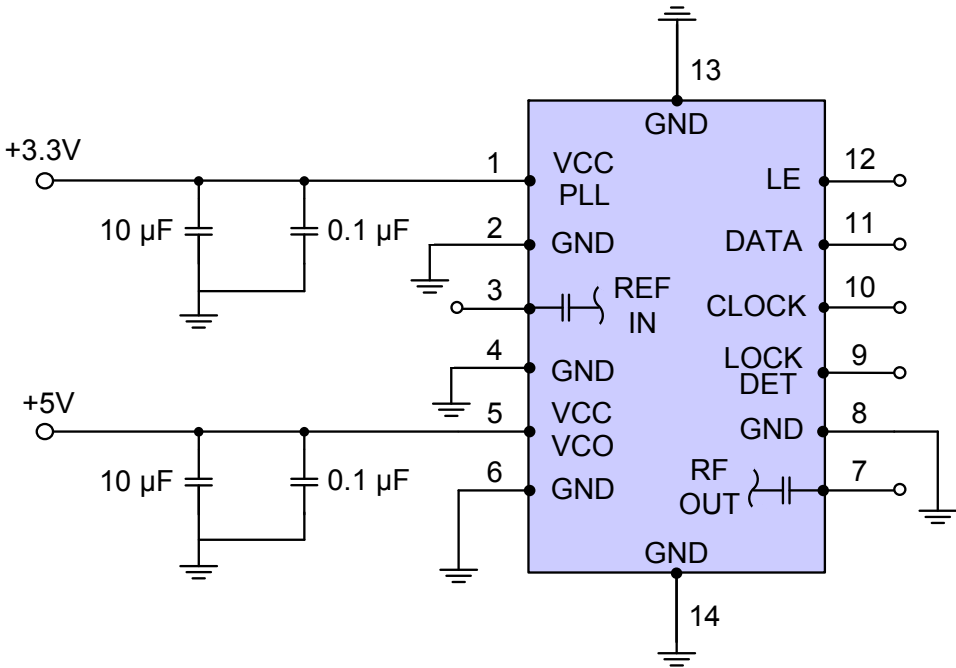 13
GND
+3.3V
1
VCC
PLL
12
LE
10 µF
0.1 µF
2
GND
11
DATA
3
REF
IN
10
CLOCK
4
GND
9
LOCK
DET
+5V
5
VCC
VCO
8
GND
10 µF
0.1 µF
6
GND
7
RF
OUT
GND
14